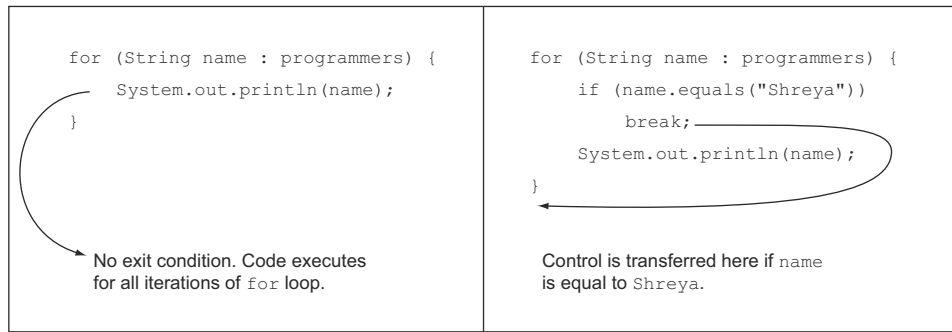 for (String name : programmers) {
System.out.println(name);
}
No exit condition. Code executes
for all iterations of for loop.
for (String name : programmers) {
if (name.equals("Shreya"))
break;
System.out.println(name);
}
Control is transferred here if name
is equal to Shreya.